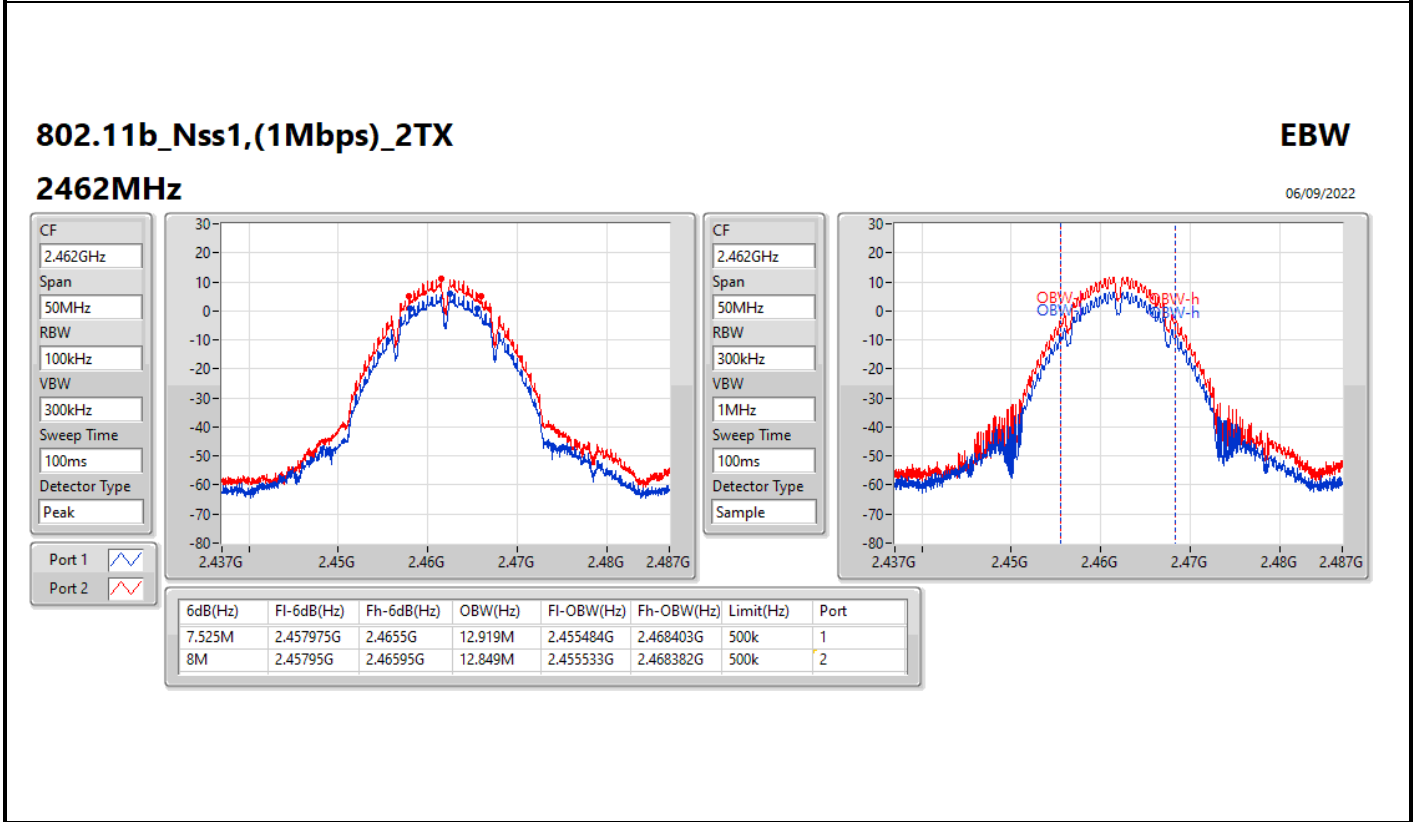 802.11b_Nss1,(1Mbps)_2TX
EBW
2462MHz
06/09/2022
CF
2.462GHz
Span
50MHz
RBW
100kHz
VBW
300kHz
Sweep Time
100ms
Detector Type
Peak
Port 1
Port 2
30
20
10
0
-10
-20
-30
-40
-50
-60
-70
-80
2.437G 2.45G 2.46G 2.47G 2.48G 2.487G
CF
2.462GHz
Span
50MHz
RBW
300kHz
VBW
1MHz
Sweep Time
100ms
Detector Type
Sample
30
20
10
0
-10
-20
-30
-40
-50
-60
-70
-80
OBW-h
OBW-h
2.437G 2.45G 2.46G 2.47G 2.48G 2.487G
6dB(Hz) Fl-6dB(Hz) Fh-6dB(Hz) OBW(Hz) Fl-OBW(Hz) Fh-OBW(Hz) Limit(Hz) Port
7.525M 2.457975G 2.4655G 12.919M 2.455484G 2.468403G 500k 1
8M 2.45795G 2.46595G 12.849M 2.455533G 2.468382G 500k 2